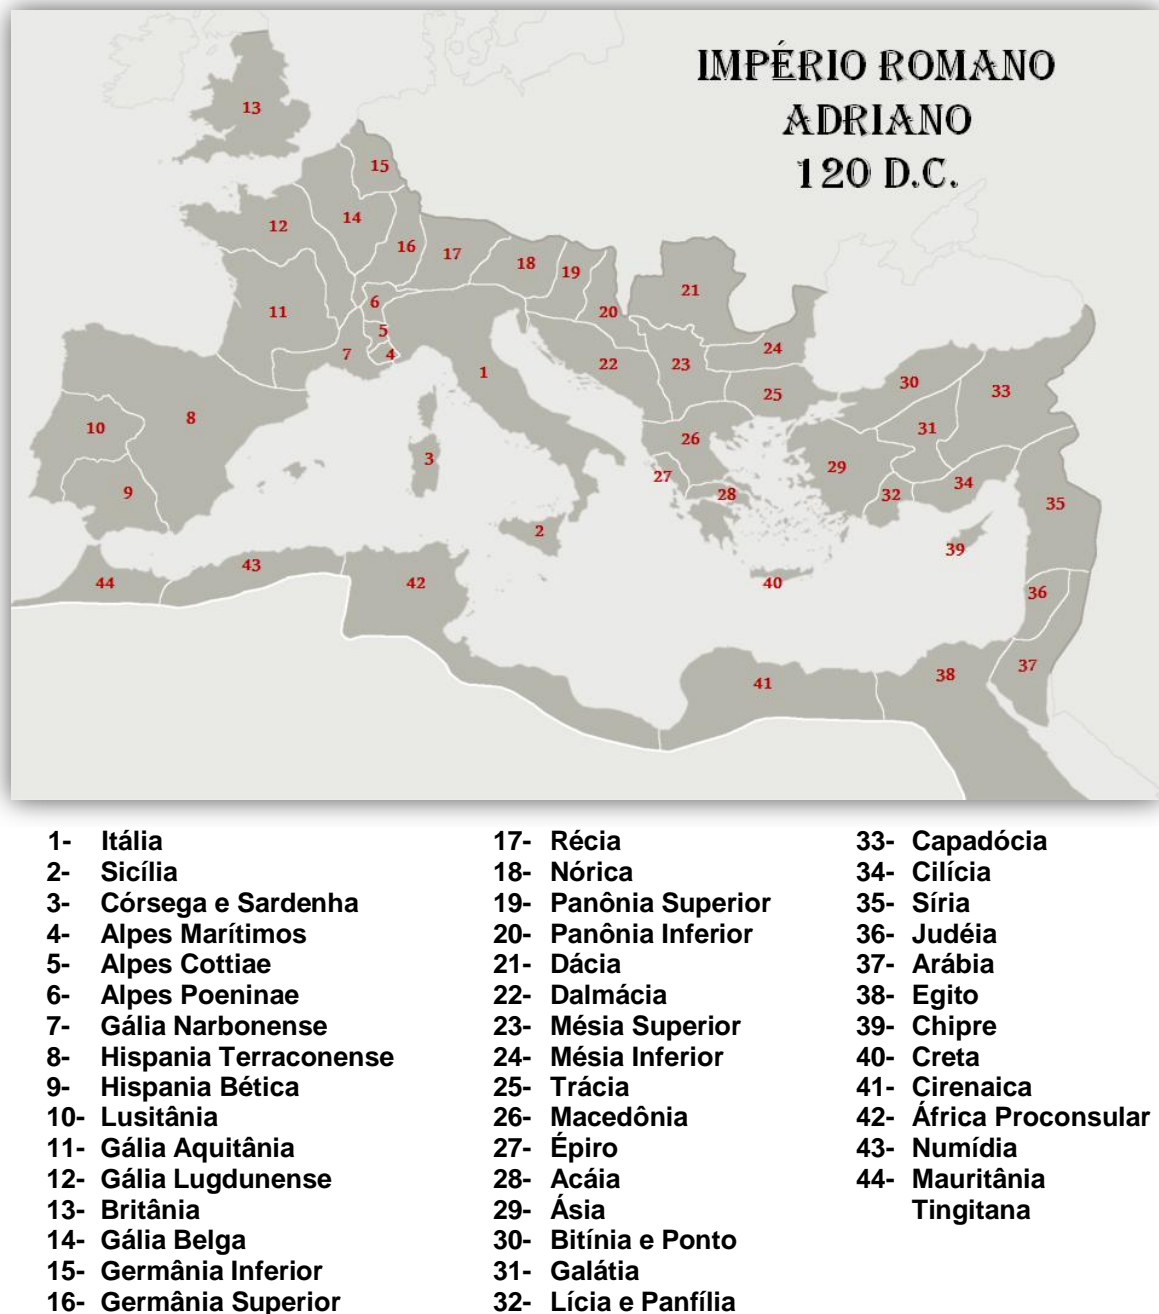 IMPÉRIO ROMANO
ADRIANO
120 D.C.
13
15
12
14
16
17
18
19
21
6
20
11
5
7
4
24
1
22
23
30
33
25
8
10
31
26
3
29
27
9
34
32
28
35
2
39
43
44
42
40
36
37
38
41
1- Itália
2- Sicília
3- Córsega e Sardenha
4- Alpes Marítimos
5- Alpes Cottiae
6- Alpes Poeninae
7- Gália Narbonense
8- Hispania Terraconense
9- Hispania Bética
10- Lusitânia
11- Gália Aquitânia
12- Gália Lugdunense
13- Britânia
14- Gália Belga
15- Germânia Inferior
16- Germânia Superior
17- Récia
18- Nórica
19- Panônia Superior
20- Panônia Inferior
21- Dácia
22- Dalmácia
23- Mésia Superior
24- Mésia Inferior
25- Trácia
26- Macedônia
27- Épiro
28- Acáia
29- Ásia
30- Bitínia e Ponto
31- Galátia
32- Lícia e Panfília
33- Capadócia
34- Cilícia
35- Síria
36- Judéia
37- Arábia
38- Egito
39- Chipre
40- Creta
41- Cirenaica
42- África Proconsular
43- Numídia
44- Mauritânia
Tingitana